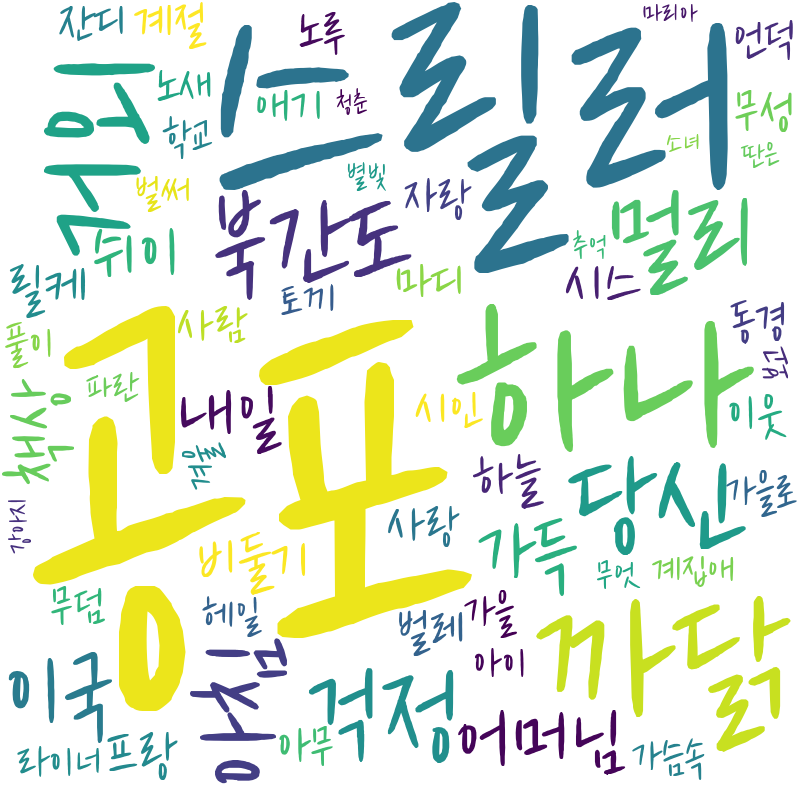 잔디
계절
노루
스릴러
마리아
언덕
거의
노새
애기
청춘
학교
무성
소녀
딴은
벌써
별빛
북간도
자랑
멀리
쉬이
추억
릴케
토끼
마디
시스
풀이
사람
공포
하나
동경
파란
내일
시인
이웃
책상
겨울
하늘
당신
가을로
강아지
비둘기
사랑
가득
무덤
헤일
무엇
계집애
벌레
가을
까닭
이국
아침
걱정
아이
어머님
라이너
프랑
아무
가슴속